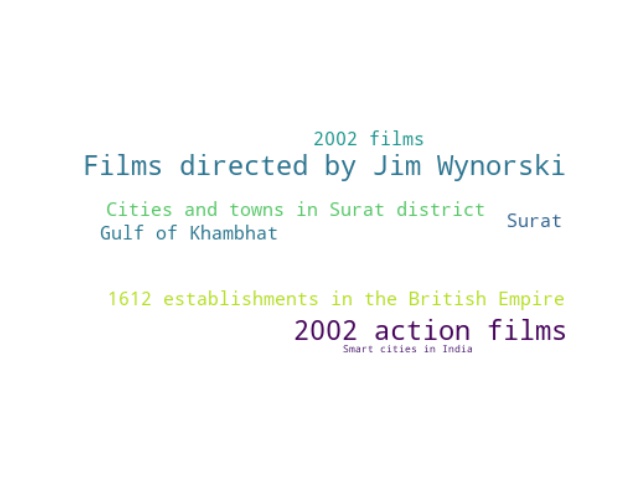 2002 films
Films directed by Jim Wynorski
Cities and towns in Surat district
Surat
Gulf of Khambhat
1612 establishments in the British Empire
2002 action films
Smart cities in India